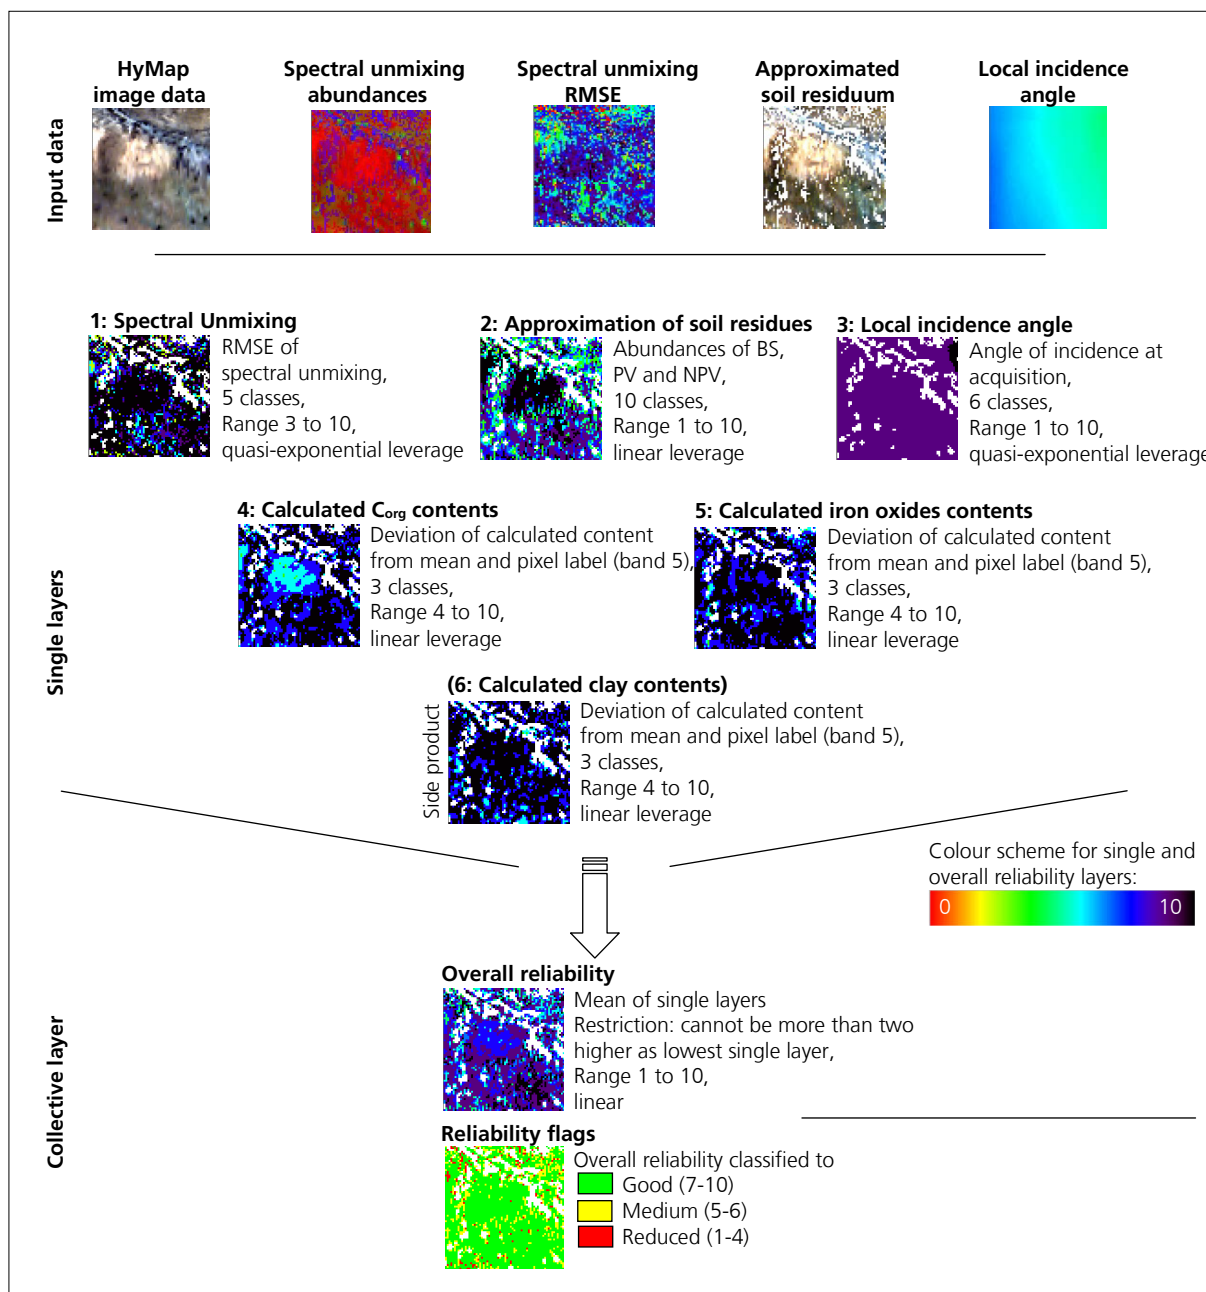 HyMap
image data
Spectral unmixing
abundances
Spectral unmixing
RMSE
Approximated
soil residuum
Local incidence
angle
Input data
1: Spectral Unmixing
RMSE of
spectral unmixing,
5 classes,
Range 3 to 10,
quasi-exponential leverage
2: Approximation of soil residues
Abundances of BS,
PV and NPV,
10 classes,
Range 1 to 10,
linear leverage
3: Local incidence angle
Angle of incidence at
acquisition,
6 classes,
Range 1 to 10,
quasi-exponential leverage
4: Calculated Corg contents
Deviation of calculated content
from mean and pixel label (band 5),
3 classes,
Range 4 to 10,
linear leverage
5: Calculated iron oxides contents
Deviation of calculated content
from mean and pixel label (band 5),
3 classes,
Range 4 to 10,
linear leverage
Single layers
(6: Calculated clay contents)
Side product
Deviation of calculated content
from mean and pixel label (band 5),
3 classes,
Range 4 to 10,
linear leverage
Colour scheme for single and
overall reliability layers:
0 10
Overall reliability
Mean of single layers
Restriction: cannot be more than two
higher as lowest single layer,
Range 1 to 10,
linear
Collective layer
Reliability flags
Overall reliability classified to
Good (7-10)
Medium (5-6)
Reduced (1-4)